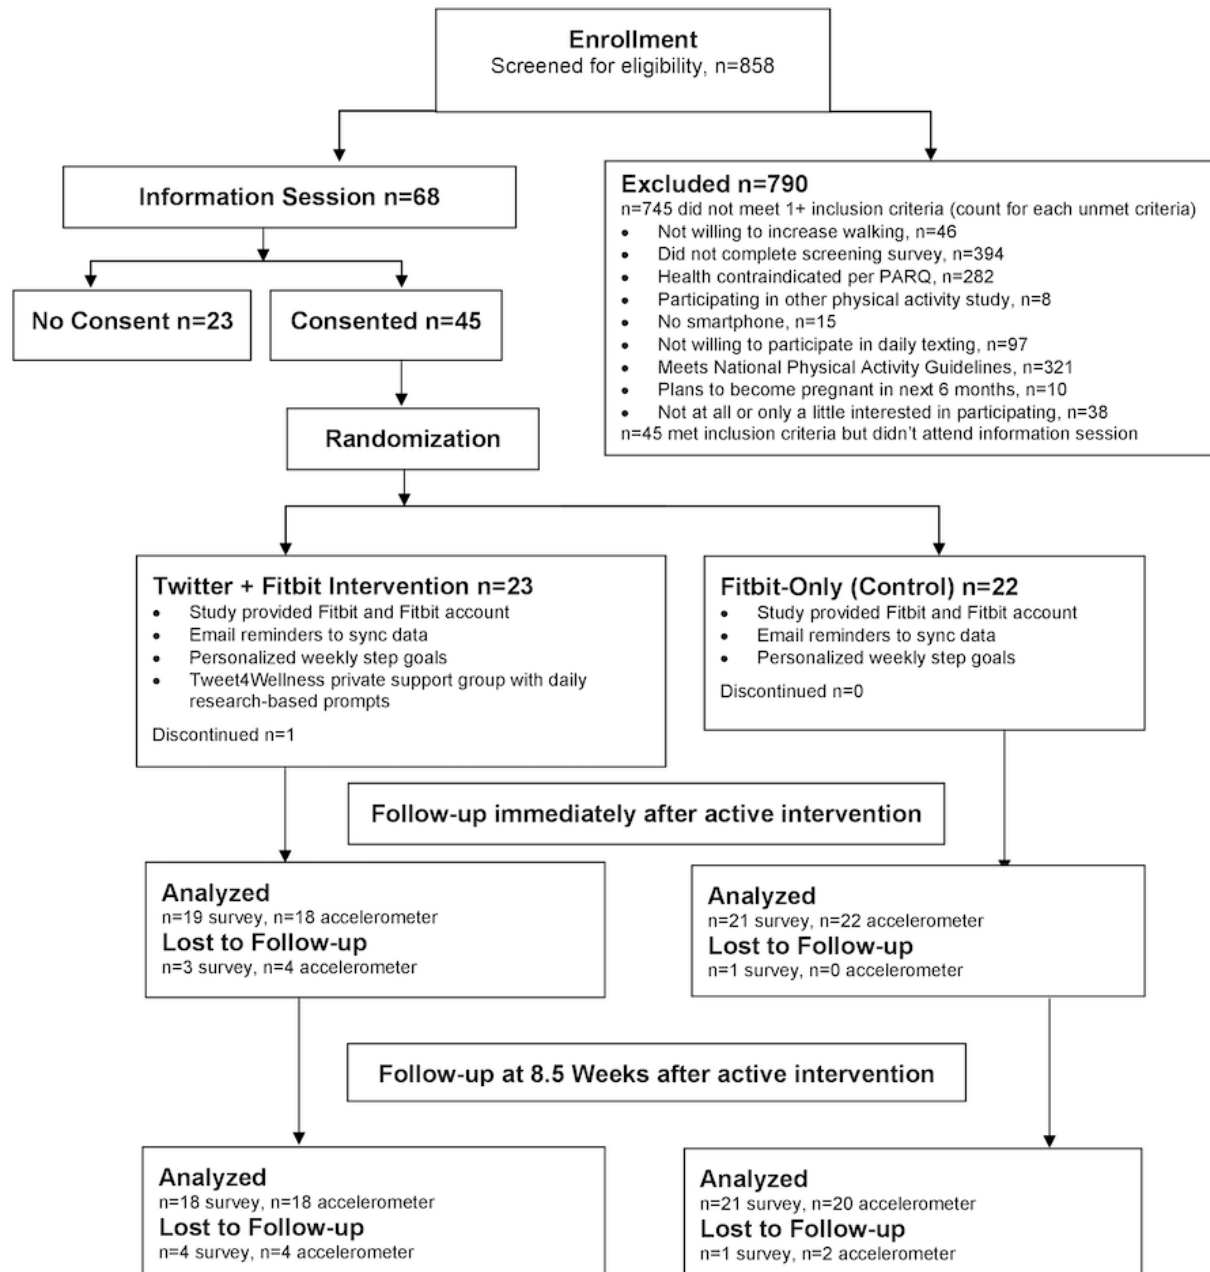 Enrollment
Screened for eligibility, n=858
Information Session n=68
Excluded n=790
n=745 did not meet 1+ inclusion criteria (count for each unmet criteria)
• Not willing to increase walking, n=46
• Did not complete screening survey, n=394
• Health contraindicated per PARQ, n=282
• Participating in other physical activity study, n=8
• No smartphone, n=15
• Not willing to participate in daily texting, n=97
• Meets National Physical Activity Guidelines, n=321
• Plans to become pregnant in next 6 months, n=10
• Not at all or only a little interested in participating, n=38
n=45 met inclusion criteria but didn't attend information session
No Consent n=23
Consented n=45
Randomization
Twitter + Fitbit Intervention n=23
• Study provided Fitbit and Fitbit account
• Email reminders to sync data
• Personalized weekly step goals
• Tweet4Wellness private support group with daily
research-based prompts
Discontinued n=1
Fitbit-Only (Control) n=22
• Study provided Fitbit and Fitbit account
• Email reminders to sync data
• Personalized weekly step goals
Discontinued n=0
Follow-up immediately after active intervention
Analyzed
n=19 survey, n=18 accelerometer
Lost to Follow-up
n=3 survey, n=4 accelerometer
Analyzed
n=21 survey, n=22 accelerometer
Lost to Follow-up
n=1 survey, n=0 accelerometer
Follow-up at 8.5 Weeks after active intervention
Analyzed
n=18 survey, n=18 accelerometer
Lost to Follow-up
n=4 survey, n=4 accelerometer
Analyzed
n=21 survey, n=20 accelerometer
Lost to Follow-up
n=1 survey, n=2 accelerometer